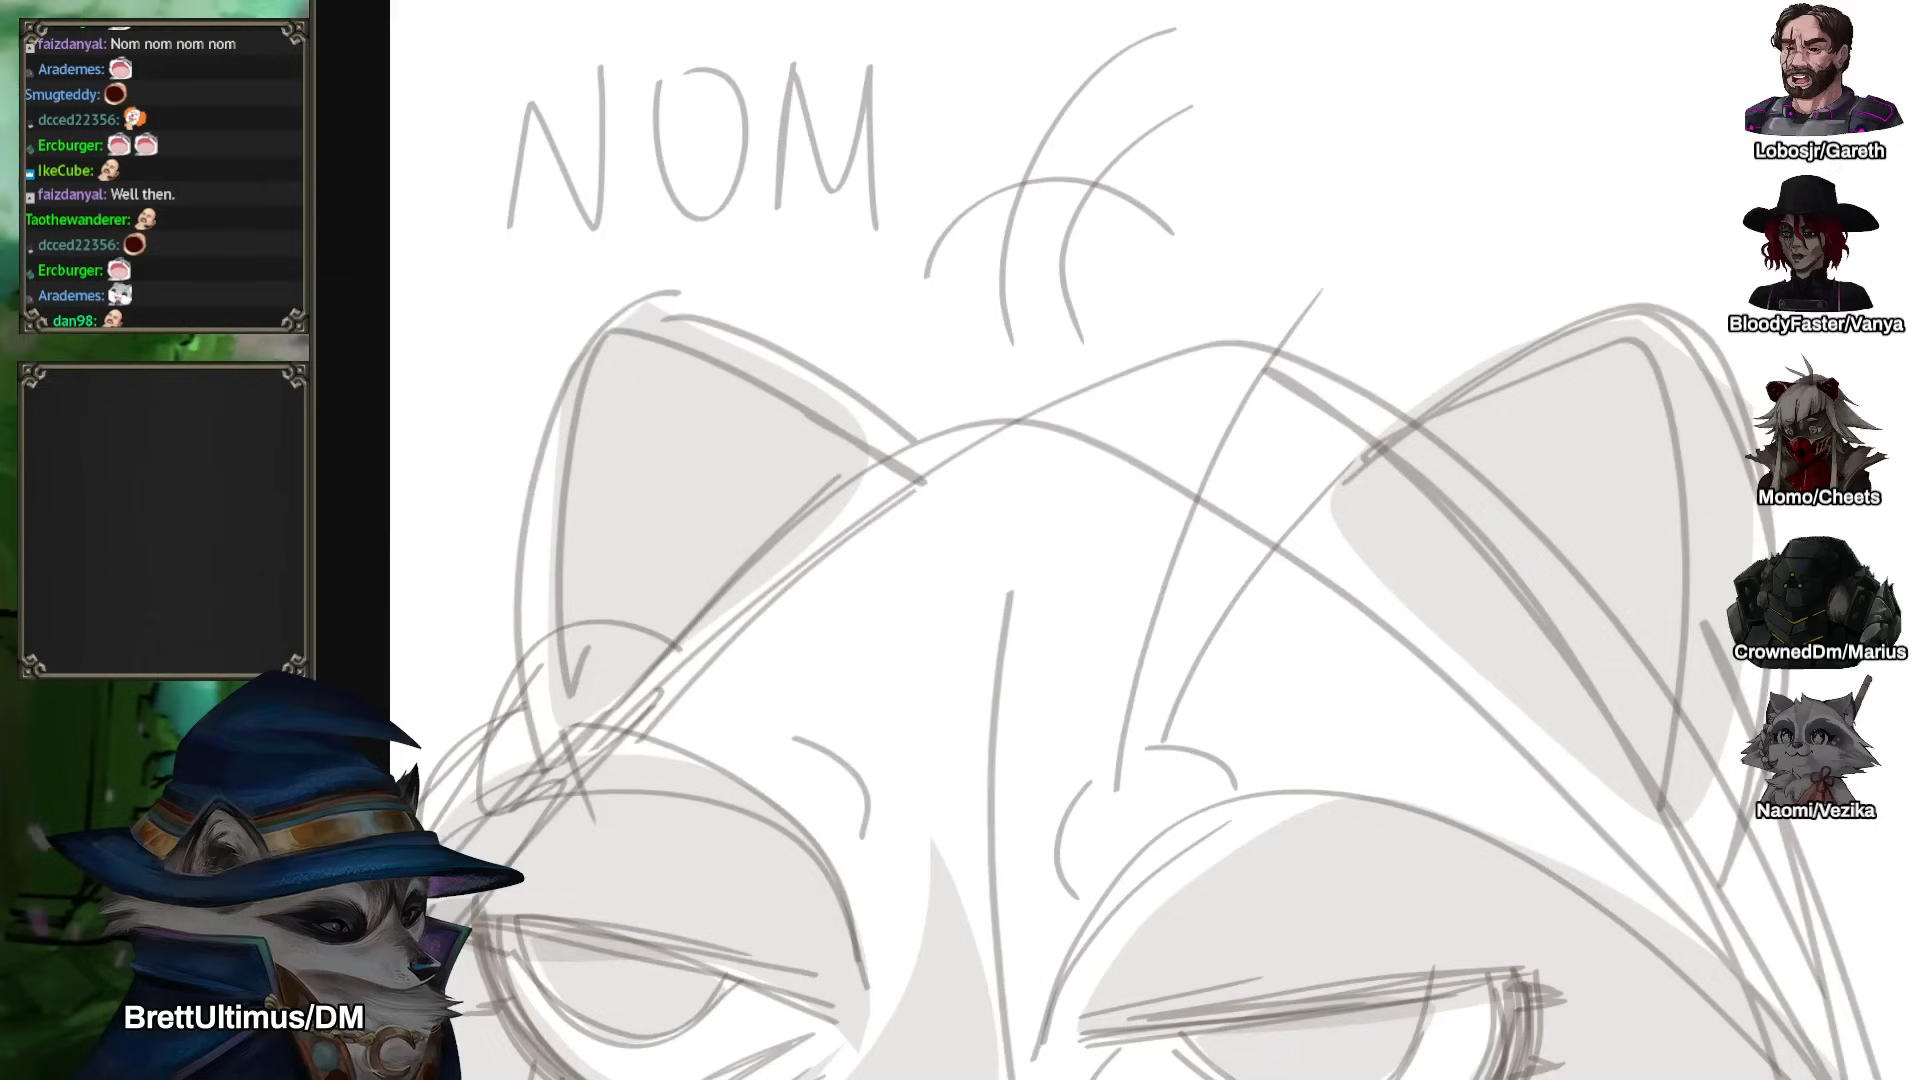 faizdanyal: Nom nom nom nom
Arademes:
Smugteddy:
dcced22356:
Ercburger:
IkeCube:
faizdanyal: Well then.
Taothewanderer:
dcced22356:
Ercburger:
Arademes:
dan98:
NOM
Lobosjr/Gareth
BloodyFaster/Vanya
Momo/Cheets
CrownedDm/Marius
Naomi/Vezika
BrettUltimus/DM